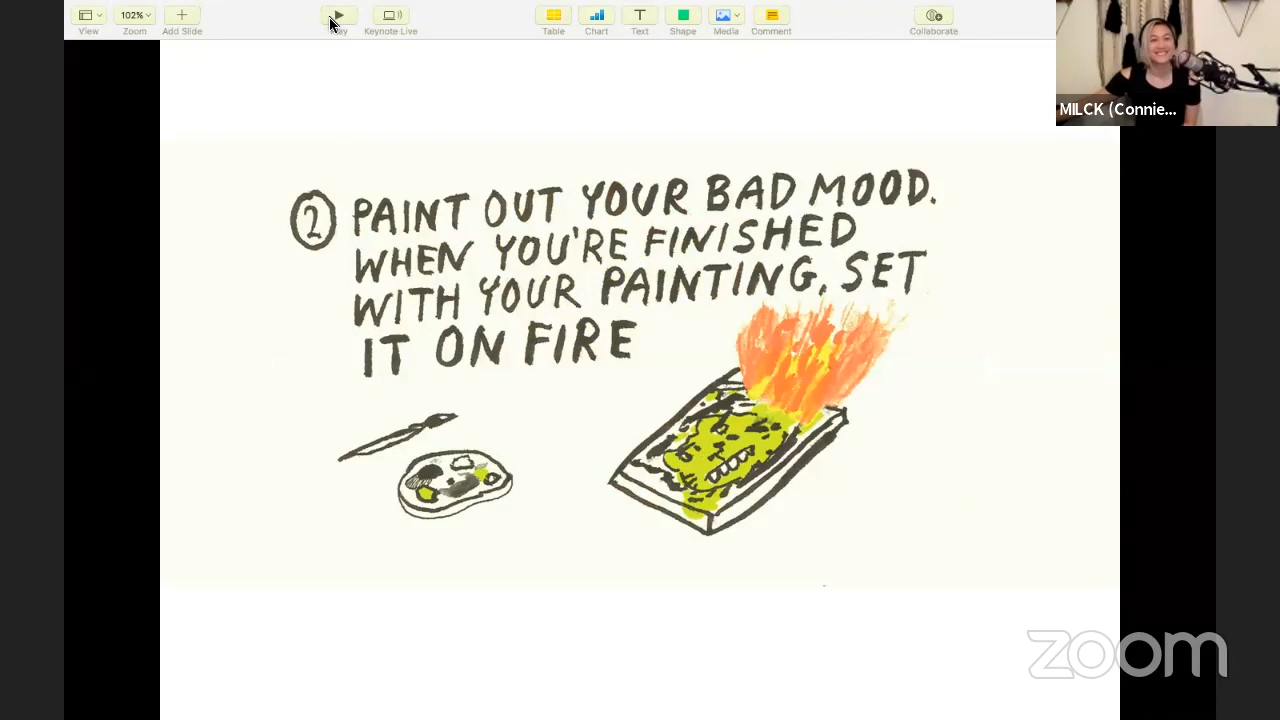 102%
View
Zoom
Add Slide
Keynote Live
Table
Chart
Text
Shape
Media
Comment
Collaborate
MILCK (Connie...
2 PAINT OUT YOUR BAD MOOD.
WHEN YOU'RE FINISHED
WITH YOUR PAINTING, SET
IT ON FIRE
zoom